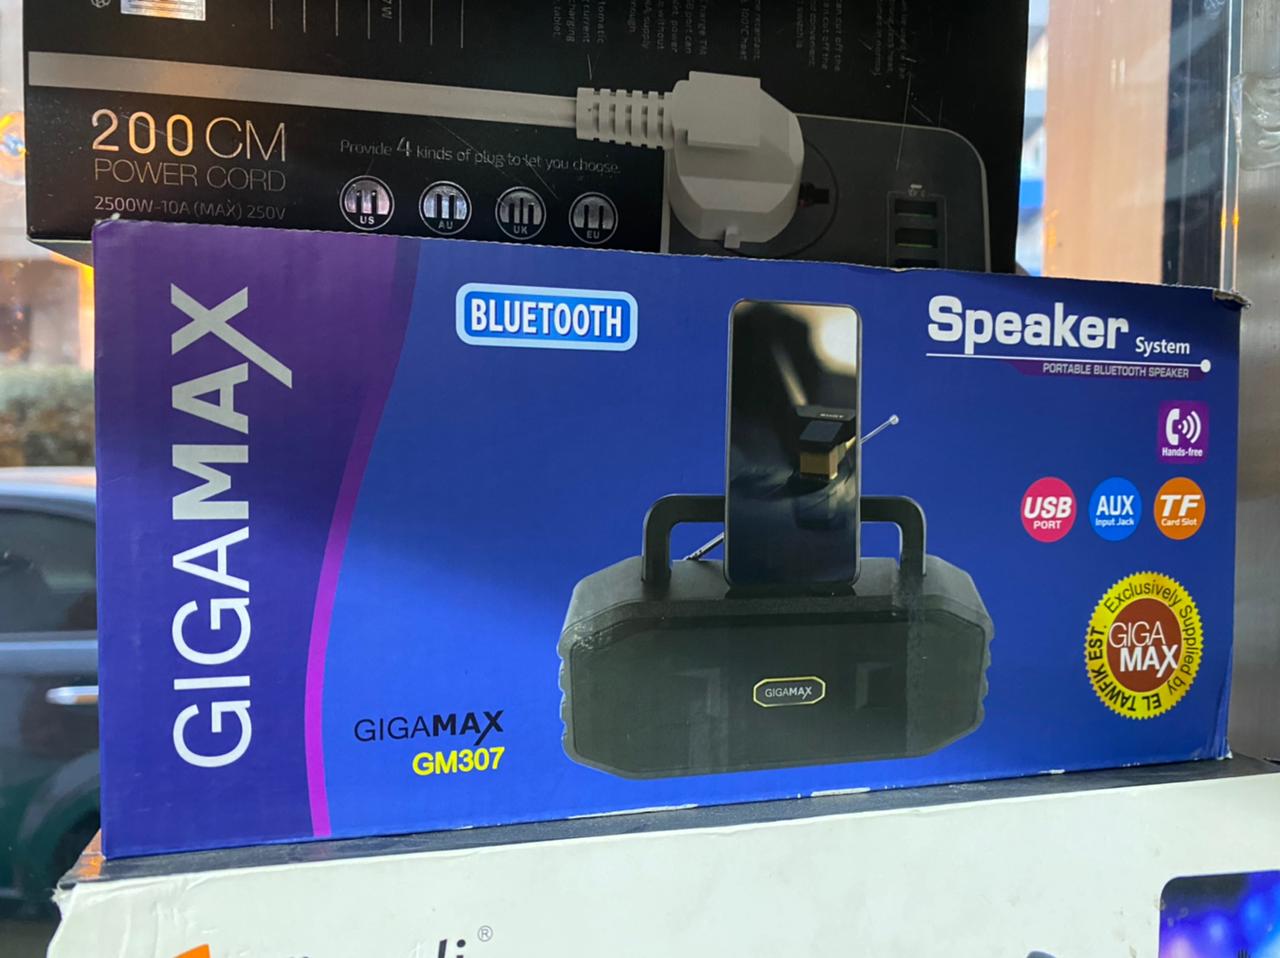 200 CM
POWER CORD
2500W-10A (MAX) 250V
Provide 4 kinds of plug to let you choose.
US
AU
UK
EU
GIGAMAX
BLUETOOTH
Speaker System
PORTABLE BLUETOOTH SPEAKER
Hands-free
USB
PORT
AUX
Input Jack
TF
Card Slot
GIGAMAX
GIGAMAX
GM307
Exclusively Supplied by EL TAWFIK EST.
GIGA
MAX